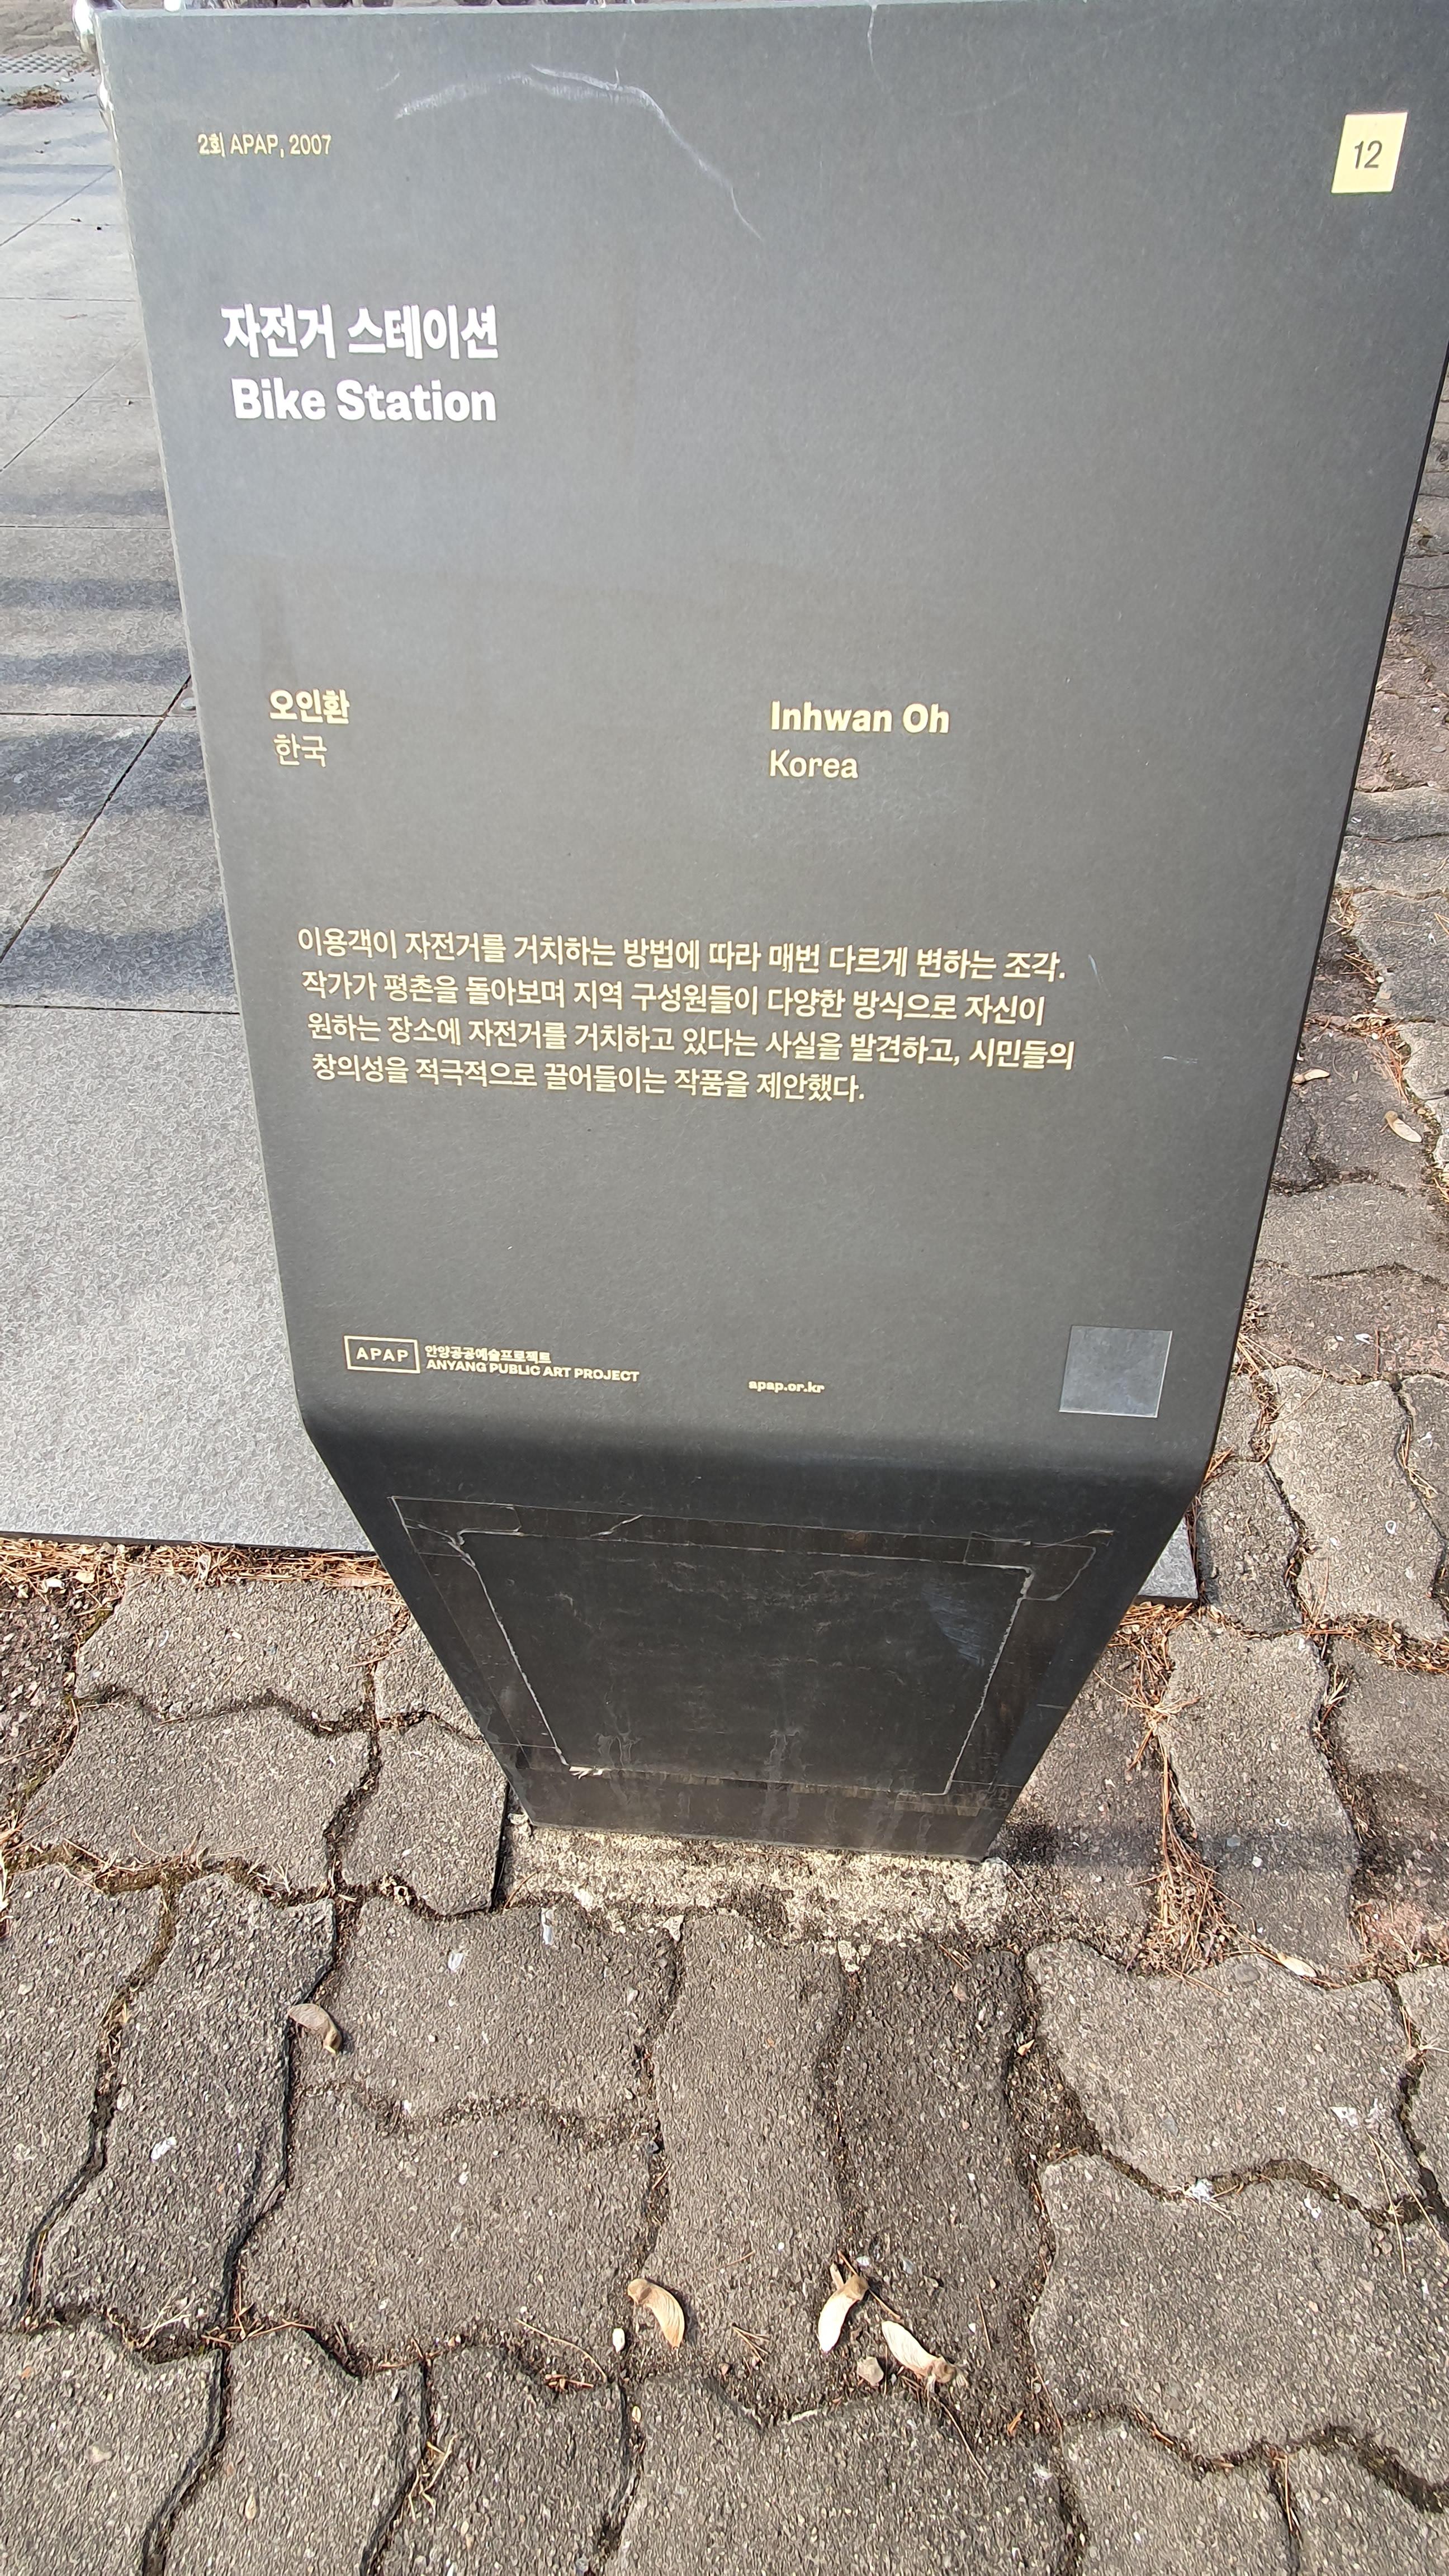 2회 APAP, 2007
12
자전거 스테이션
Bike Station
오인환
한국
Inhwan Oh
Korea
이용객이 자전거를 거치하는 방법에 따라 매번 다르게 변하는 조각.
작가가 평촌을 돌아보며 지역 구성원들이 다양한 방식으로 자신이
원하는 장소에 자전거를 거치하고 있다는 사실을 발견하고, 시민들의
창의성을 적극적으로 끌어들이는 작품을 제안했다.
APAP
안양공공예술프로젝트
ANYANG PUBLIC ART PROJECT
apap.or.kr